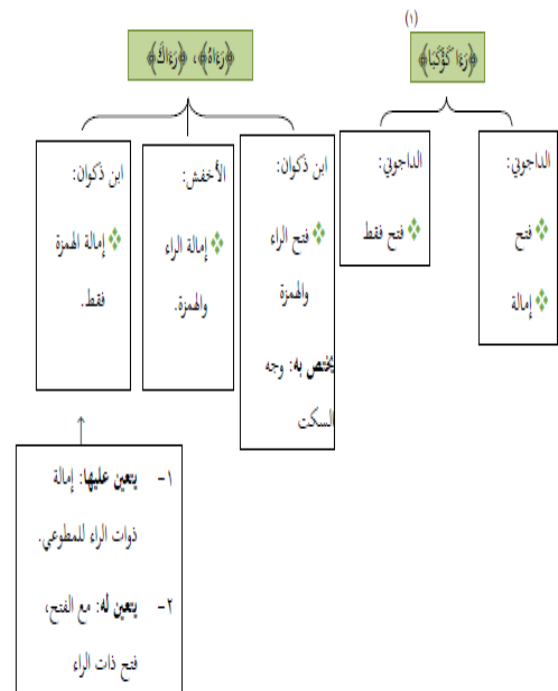 (١)
﴿رَءَا كَوْكَبًا﴾
﴿رَءَاهُ﴾، ﴿رَءَاكَ﴾
الداجوني:
❖ فتح
❖ إمالة
الداجوني:
❖ فتح فقط
ابن ذكوان:
❖ فتح الراء
والهمزة
يختص به: وجه
السكت
الأخفش:
❖ إمالة الراء
والهمزة.
ابن ذكوان:
❖ إمالة الهمزة
فقط.
١- يتعين عليها: إمالة
ذوات الراء للمطوعي.
٢- يتعين له: مع الفتح،
فتح ذات الراء